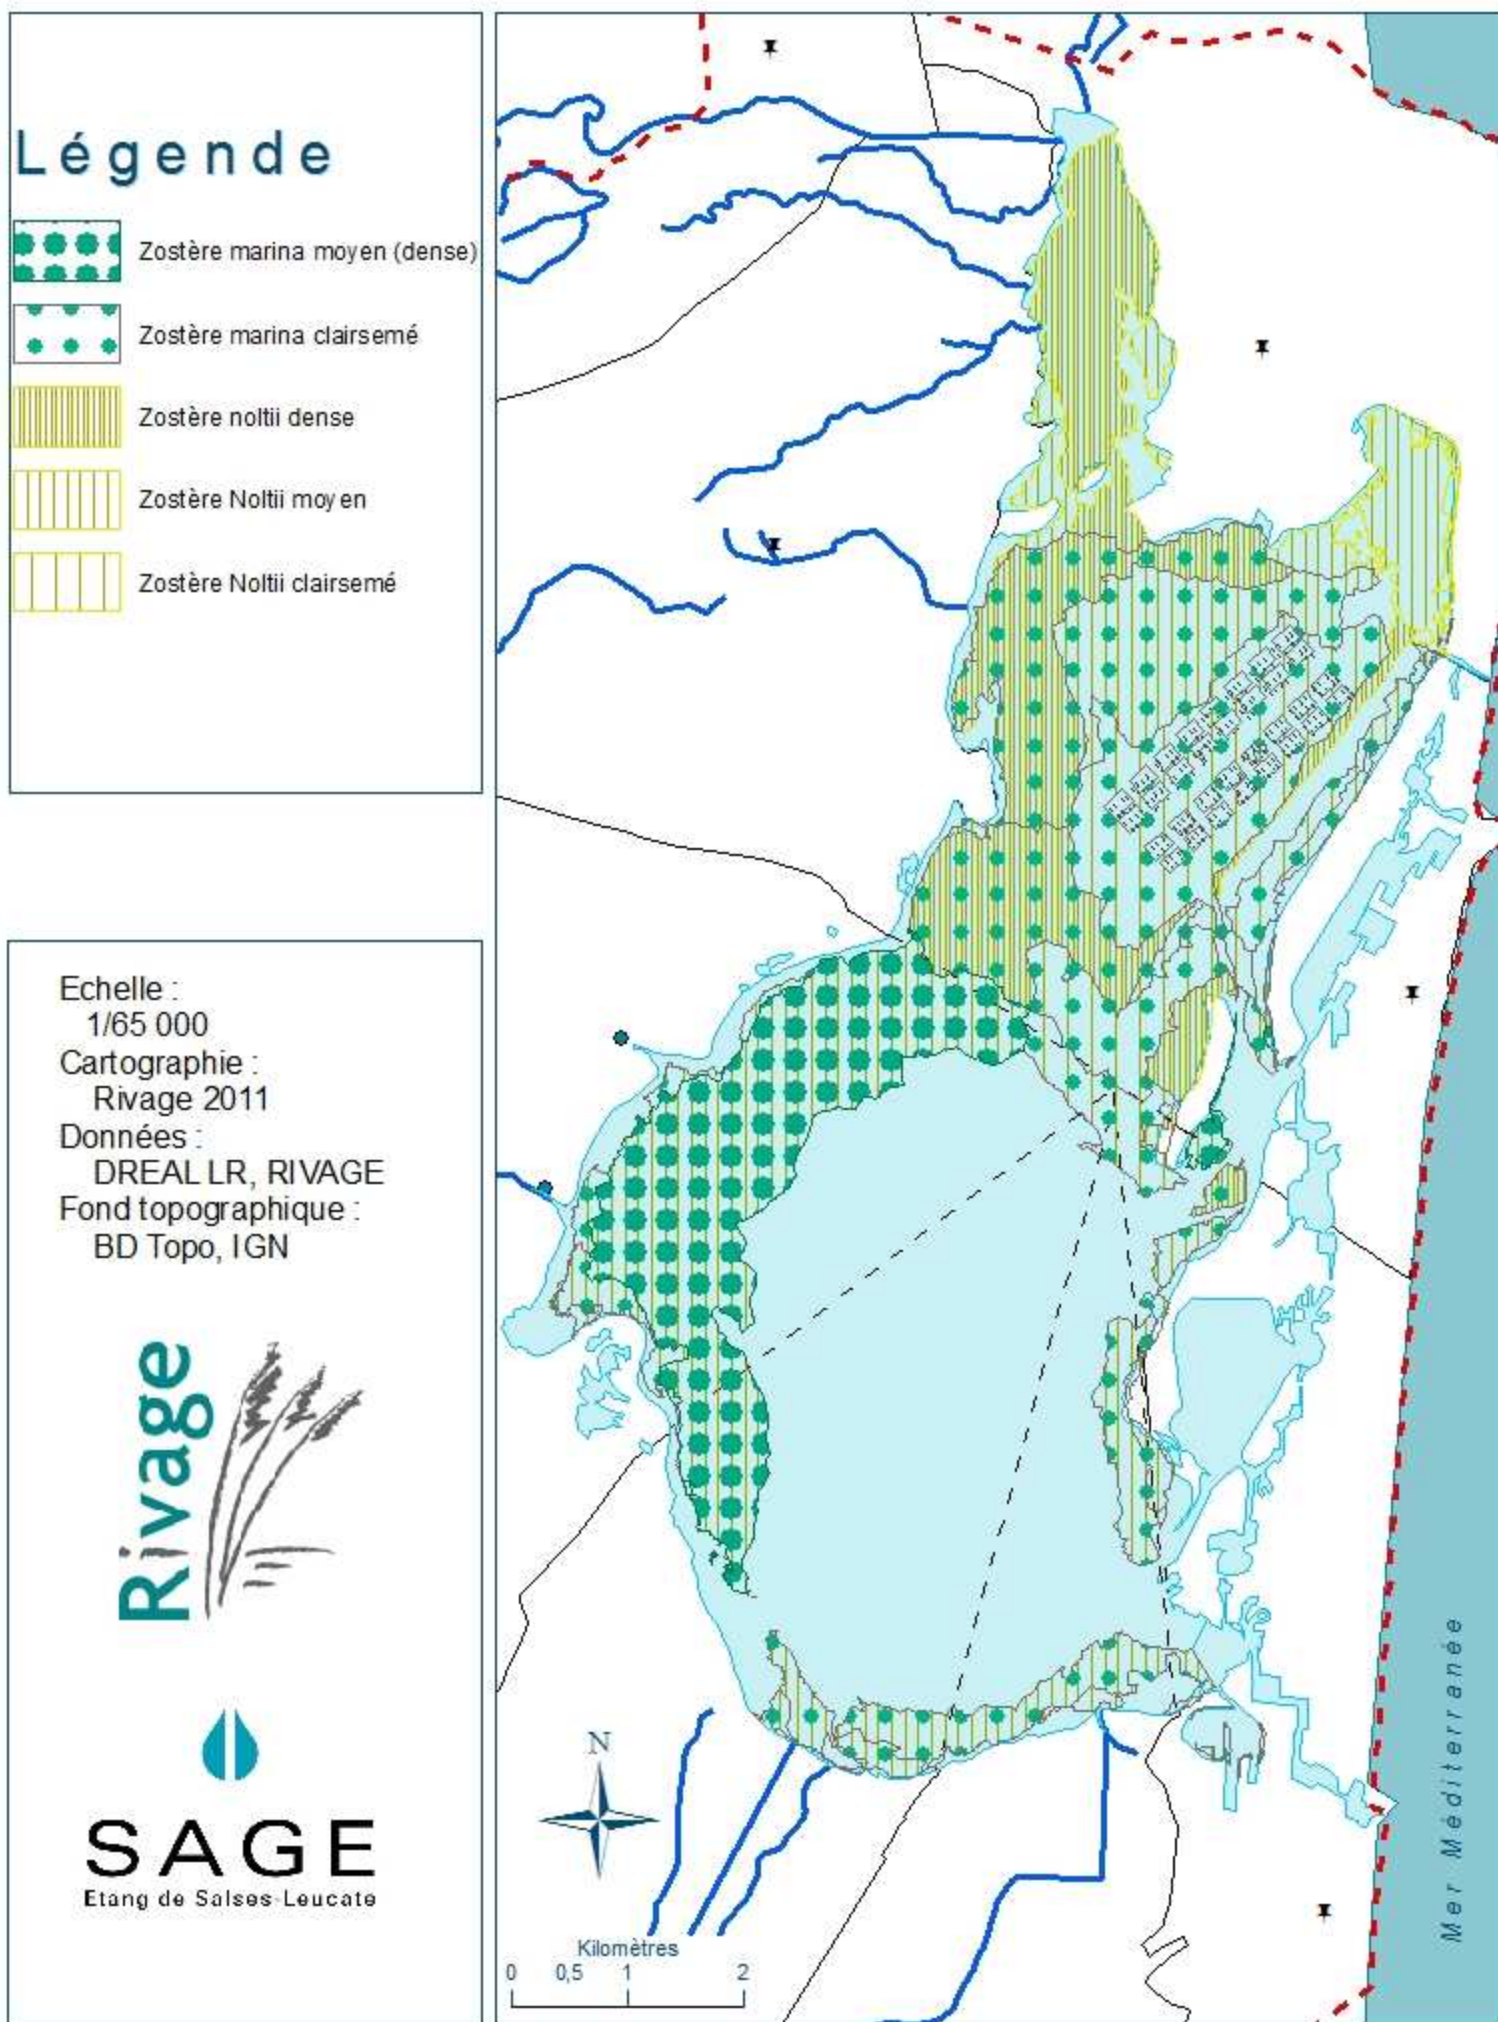 Légende
Zostère marina moyen (dense)
Zostère marina clairsemé
Zostère noltii dense
Zostère Noltii moyen
Zostère Noltii clairsemé
Echelle :
1/65 000
Cartographie :
Rivage 2011
Données :
DREAL LR, RIVAGE
Fond topographique :
BD Topo, IGN
Rivage
SAGE
Etang de Salses-Leucate
N
Kilomètres
0 0,5 1 2
Mer Méditerranée